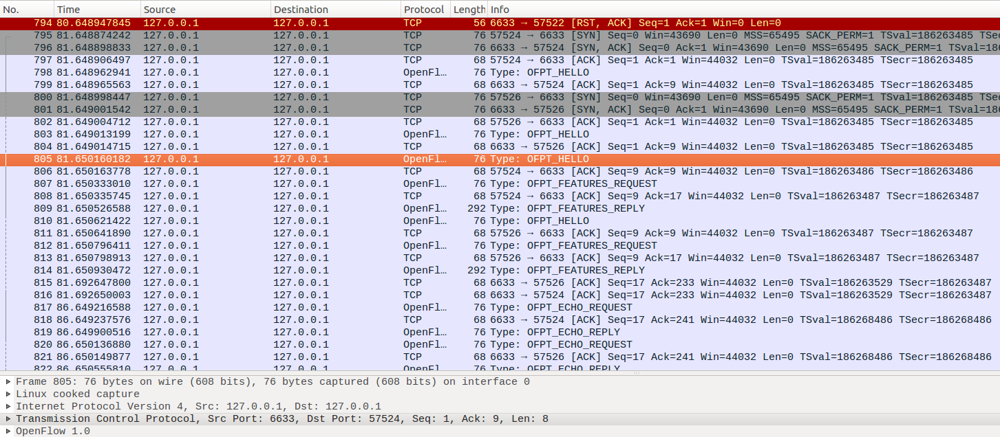 No. Time Source Destination Protocol Length Info
794 80.648947845 127.0.0.1 127.0.0.1 TCP 56 6633 → 57522 [RST, ACK] Seq=1 Ack=1 Win=0 Len=0
795 81.648874242 127.0.0.1 127.0.0.1 TCP 76 57524 → 6633 [SYN] Seq=0 Win=43690 Len=0 MSS=65495 SACK_PERM=1 TSval=186263485 TSec
796 81.648898833 127.0.0.1 127.0.0.1 TCP 76 6633 → 57524 [SYN, ACK] Seq=0 Ack=1 Win=43690 Len=0 MSS=65495 SACK_PERM=1 TSval=186
797 81.648906497 127.0.0.1 127.0.0.1 TCP 68 57524 → 6633 [ACK] Seq=1 Ack=1 Win=44032 Len=0 TSval=186263485 TSecr=186263485
798 81.648962941 127.0.0.1 127.0.0.1 OpenFl… 76 Type: OFPT_HELLO
799 81.648965563 127.0.0.1 127.0.0.1 TCP 68 6633 → 57524 [ACK] Seq=1 Ack=9 Win=44032 Len=0 TSval=186263485 TSecr=186263485
800 81.648998447 127.0.0.1 127.0.0.1 TCP 76 57526 → 6633 [SYN] Seq=0 Win=43690 Len=0 MSS=65495 SACK_PERM=1 TSval=186263485 TSec
801 81.649001542 127.0.0.1 127.0.0.1 TCP 76 6633 → 57526 [SYN, ACK] Seq=0 Ack=1 Win=43690 Len=0 MSS=65495 SACK_PERM=1 TSval=186
802 81.649004712 127.0.0.1 127.0.0.1 TCP 68 57526 → 6633 [ACK] Seq=1 Ack=1 Win=44032 Len=0 TSval=186263485 TSecr=186263485
803 81.649013199 127.0.0.1 127.0.0.1 OpenFl… 76 Type: OFPT_HELLO
804 81.649014715 127.0.0.1 127.0.0.1 TCP 68 6633 → 57526 [ACK] Seq=1 Ack=9 Win=44032 Len=0 TSval=186263485 TSecr=186263485
805 81.650160182 127.0.0.1 127.0.0.1 OpenFl… 76 Type: OFPT_HELLO
806 81.650163778 127.0.0.1 127.0.0.1 TCP 68 57524 → 6633 [ACK] Seq=9 Ack=9 Win=44032 Len=0 TSval=186263486 TSecr=186263486
807 81.650333010 127.0.0.1 127.0.0.1 OpenFl… 76 Type: OFPT_FEATURES_REQUEST
808 81.650335745 127.0.0.1 127.0.0.1 TCP 68 57524 → 6633 [ACK] Seq=9 Ack=17 Win=44032 Len=0 TSval=186263487 TSecr=186263487
809 81.650526588 127.0.0.1 127.0.0.1 OpenFl… 292 Type: OFPT_FEATURES_REPLY
810 81.650621422 127.0.0.1 127.0.0.1 OpenFl… 76 Type: OFPT_HELLO
811 81.650641890 127.0.0.1 127.0.0.1 TCP 68 57526 → 6633 [ACK] Seq=9 Ack=9 Win=44032 Len=0 TSval=186263487 TSecr=186263487
812 81.650796411 127.0.0.1 127.0.0.1 OpenFl… 76 Type: OFPT_FEATURES_REQUEST
813 81.650798913 127.0.0.1 127.0.0.1 TCP 68 57526 → 6633 [ACK] Seq=9 Ack=17 Win=44032 Len=0 TSval=186263487 TSecr=186263487
814 81.650930472 127.0.0.1 127.0.0.1 OpenFl… 292 Type: OFPT_FEATURES_REPLY
815 81.692647800 127.0.0.1 127.0.0.1 TCP 68 6633 → 57526 [ACK] Seq=17 Ack=233 Win=44032 Len=0 TSval=186263529 TSecr=186263487
816 81.692650003 127.0.0.1 127.0.0.1 TCP 68 6633 → 57524 [ACK] Seq=17 Ack=233 Win=44032 Len=0 TSval=186263529 TSecr=186263487
817 86.649216588 127.0.0.1 127.0.0.1 OpenFl… 76 Type: OFPT_ECHO_REQUEST
818 86.649237576 127.0.0.1 127.0.0.1 TCP 68 6633 → 57524 [ACK] Seq=17 Ack=241 Win=44032 Len=0 TSval=186268486 TSecr=186268486
819 86.649900516 127.0.0.1 127.0.0.1 OpenFl… 76 Type: OFPT_ECHO_REPLY
820 86.650136880 127.0.0.1 127.0.0.1 OpenFl… 76 Type: OFPT_ECHO_REQUEST
821 86.650149877 127.0.0.1 127.0.0.1 TCP 68 6633 → 57526 [ACK] Seq=17 Ack=241 Win=44032 Len=0 TSval=186268486 TSecr=186268486
822 86.650555810 127.0.0.1 127.0.0.1 OpenFl… 76 Type: OFPT_ECHO_REPLY
Frame 805: 76 bytes on wire (608 bits), 76 bytes captured (608 bits) on interface 0
Linux cooked capture
Internet Protocol Version 4, Src: 127.0.0.1, Dst: 127.0.0.1
Transmission Control Protocol, Src Port: 6633, Dst Port: 57524, Seq: 1, Ack: 9, Len: 8
OpenFlow 1.0